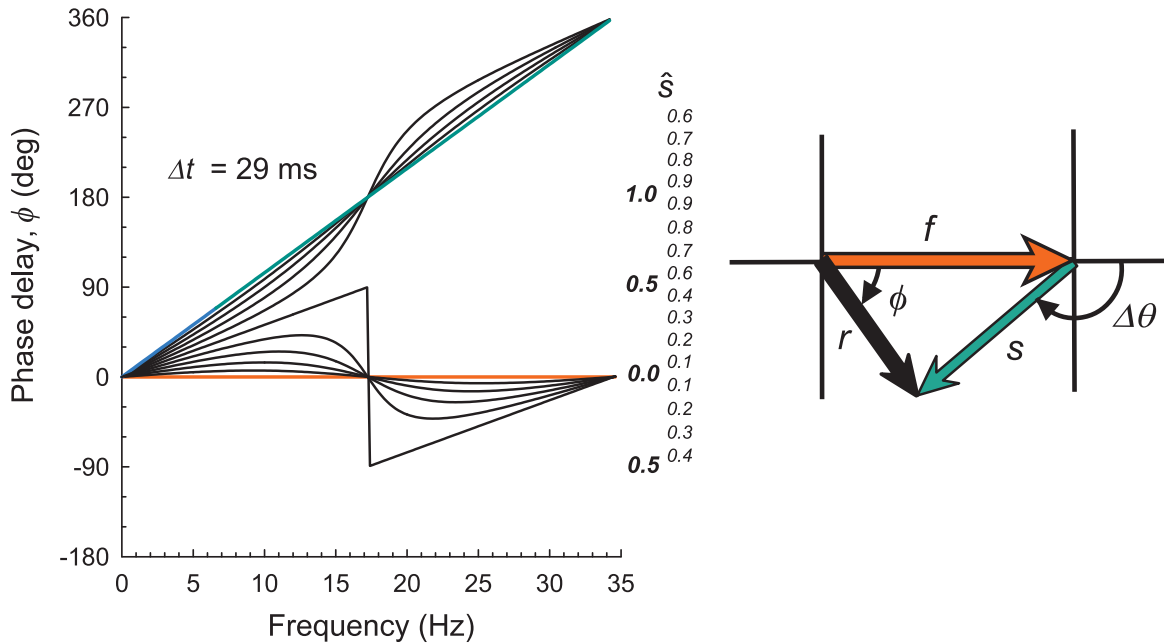 360
270
180
90
0
-90
-180
Phase delay, ϕ (deg)
Δt = 29 ms
0 5 10 15 20 25 30 35
Frequency (Hz)
ŝ
0.6
0.7
0.8
0.9
1.0
0.9
0.8
0.7
0.6
0.5
0.4
0.3
0.2
0.1
0.0
0.1
0.2
0.3
0.4
0.5
f
ϕ
r
s
Δθ